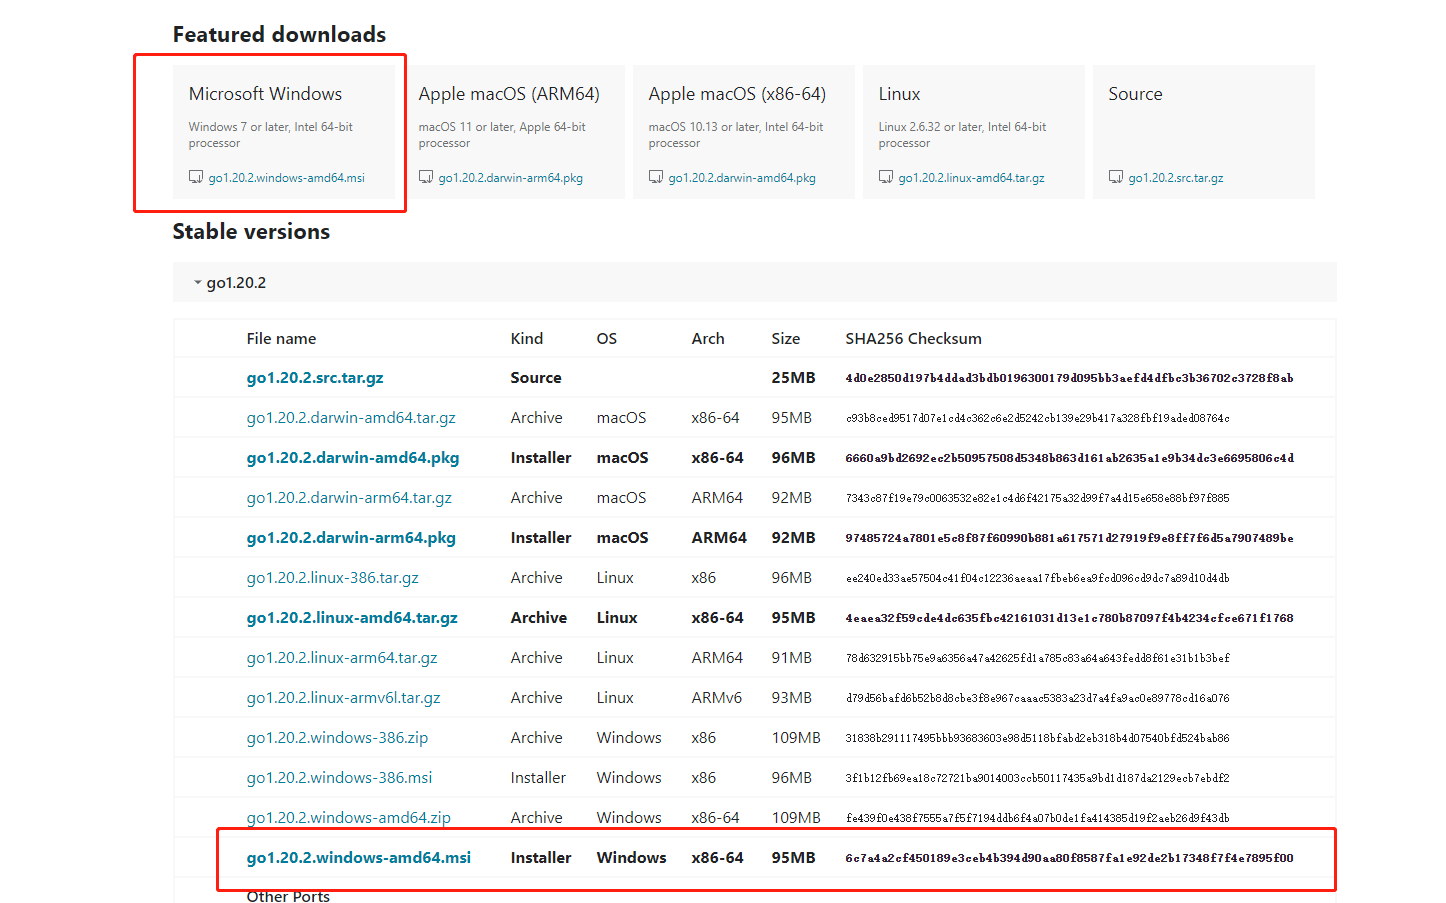 Featured downloads
Microsoft Windows
Windows 7 or later, Intel 64-bit
processor
go1.20.2.windows-amd64.msi
Apple macOS (ARM64)
macOS 11 or later, Apple 64-bit
processor
go1.20.2.darwin-arm64.pkg
Apple macOS (x86-64)
macOS 10.13 or later, Intel 64-bit
processor
go1.20.2.darwin-amd64.pkg
Linux
Linux 2.6.32 or later, Intel 64-bit
processor
go1.20.2.linux-amd64.tar.gz
Source
go1.20.2.src.tar.gz
Stable versions
go1.20.2
File name Kind OS Arch Size SHA256 Checksum
go1.20.2.src.tar.gz Source 25MB 4d0e2850d197b4ddad3bdb0196300179d095bb3aefd4dfbc3b36702c3728f8ab
go1.20.2.darwin-amd64.tar.gz Archive macOS x86-64 95MB c93b8ced9517d07e1cd4c362c6e2d5242cb139e29b417a328fbf19aded08764c
go1.20.2.darwin-amd64.pkg Installer macOS x86-64 96MB 6660a9bd2692ec2b50957508d5348b863d161ab2635a1e9b34dc3e6695806c4d
go1.20.2.darwin-arm64.tar.gz Archive macOS ARM64 92MB 7343c87f19e79c0063532e82e1c4d6f42175a32d99f7a4d15e658e88bf97f885
go1.20.2.darwin-arm64.pkg Installer macOS ARM64 92MB 97485724a7801e5c8f87f60990b881a617571d27919f9e8ff7f6d5a7907489be
go1.20.2.linux-386.tar.gz Archive Linux x86 96MB ee240ed33ae57504c41f04c12236aeaa17fbeb6ea9fcd096cd9dc7a89d10d4db
go1.20.2.linux-amd64.tar.gz Archive Linux x86-64 95MB 4eaea32f59cde4dc635fbc42161031d13e1c780b87097f4b4234cfce671f1768
go1.20.2.linux-arm64.tar.gz Archive Linux ARM64 91MB 78d632915bb75e9a6356a47a42625fd1a785c83a64a643fedd8f61e31b1b3bef
go1.20.2.linux-armv6l.tar.gz Archive Linux ARMv6 93MB d79d56bafd6b52b8d8cbe3f8e967caaac5383a23d7a4fa9ac0e89778cd16a076
go1.20.2.windows-386.zip Archive Windows x86 109MB 31838b291117495bbb93683603e98d5118bfabd2eb318b4d07540bfd524bab86
go1.20.2.windows-386.msi Installer Windows x86 96MB 3f1b12fb69ea18c72721ba9014003ccb50117435a9bd1d187da2129ecb7ebdf2
go1.20.2.windows-amd64.zip Archive Windows x86-64 109MB fe439f0e438f7555a7f5f7194ddb6f4a07b0de1fa414385d19f2aeb26d9f43db
go1.20.2.windows-amd64.msi Installer Windows x86-64 95MB 6c7a4a2cf450189e3ceb4b394d90aa80f8587fa1e92de2b17348f7f4e7895f00
Other Ports